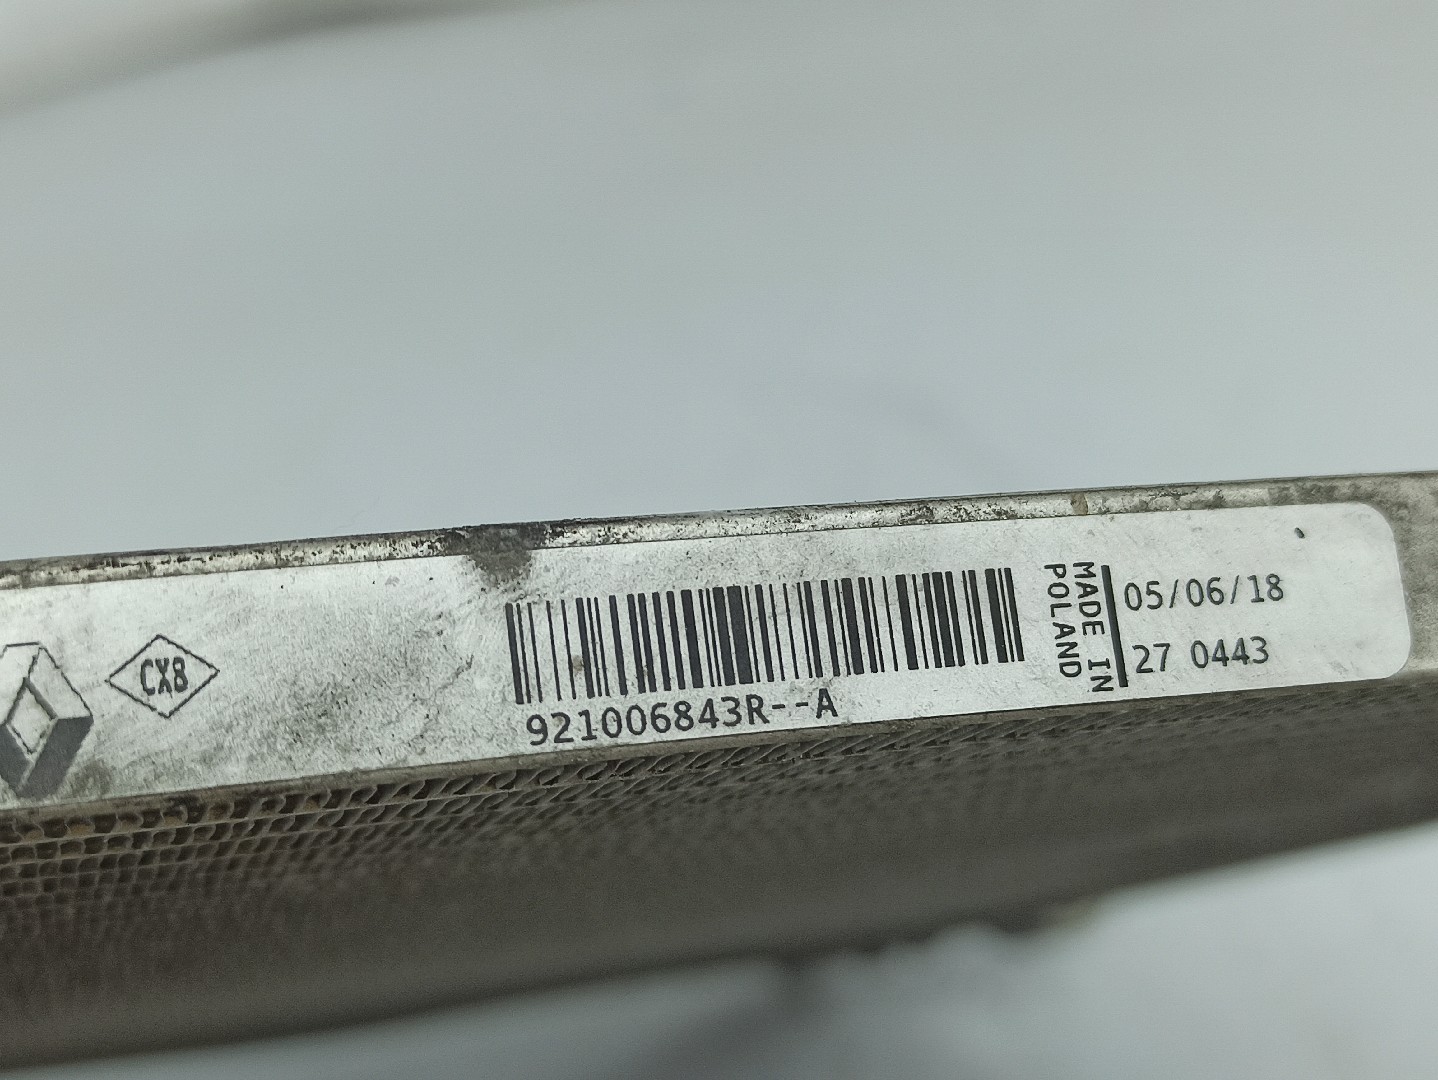 CX8
921006843R--A
MADE IN
POLAND
05/06/18
27 0443